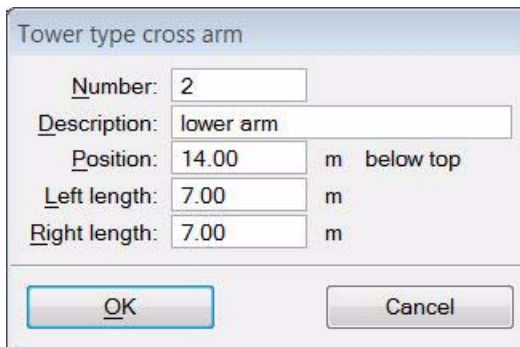 Tower type cross arm
Number: 2
Description: lower arm
Position: 14.00 m below top
Left length: 7.00 m
Right length: 7.00 m
OK Cancel